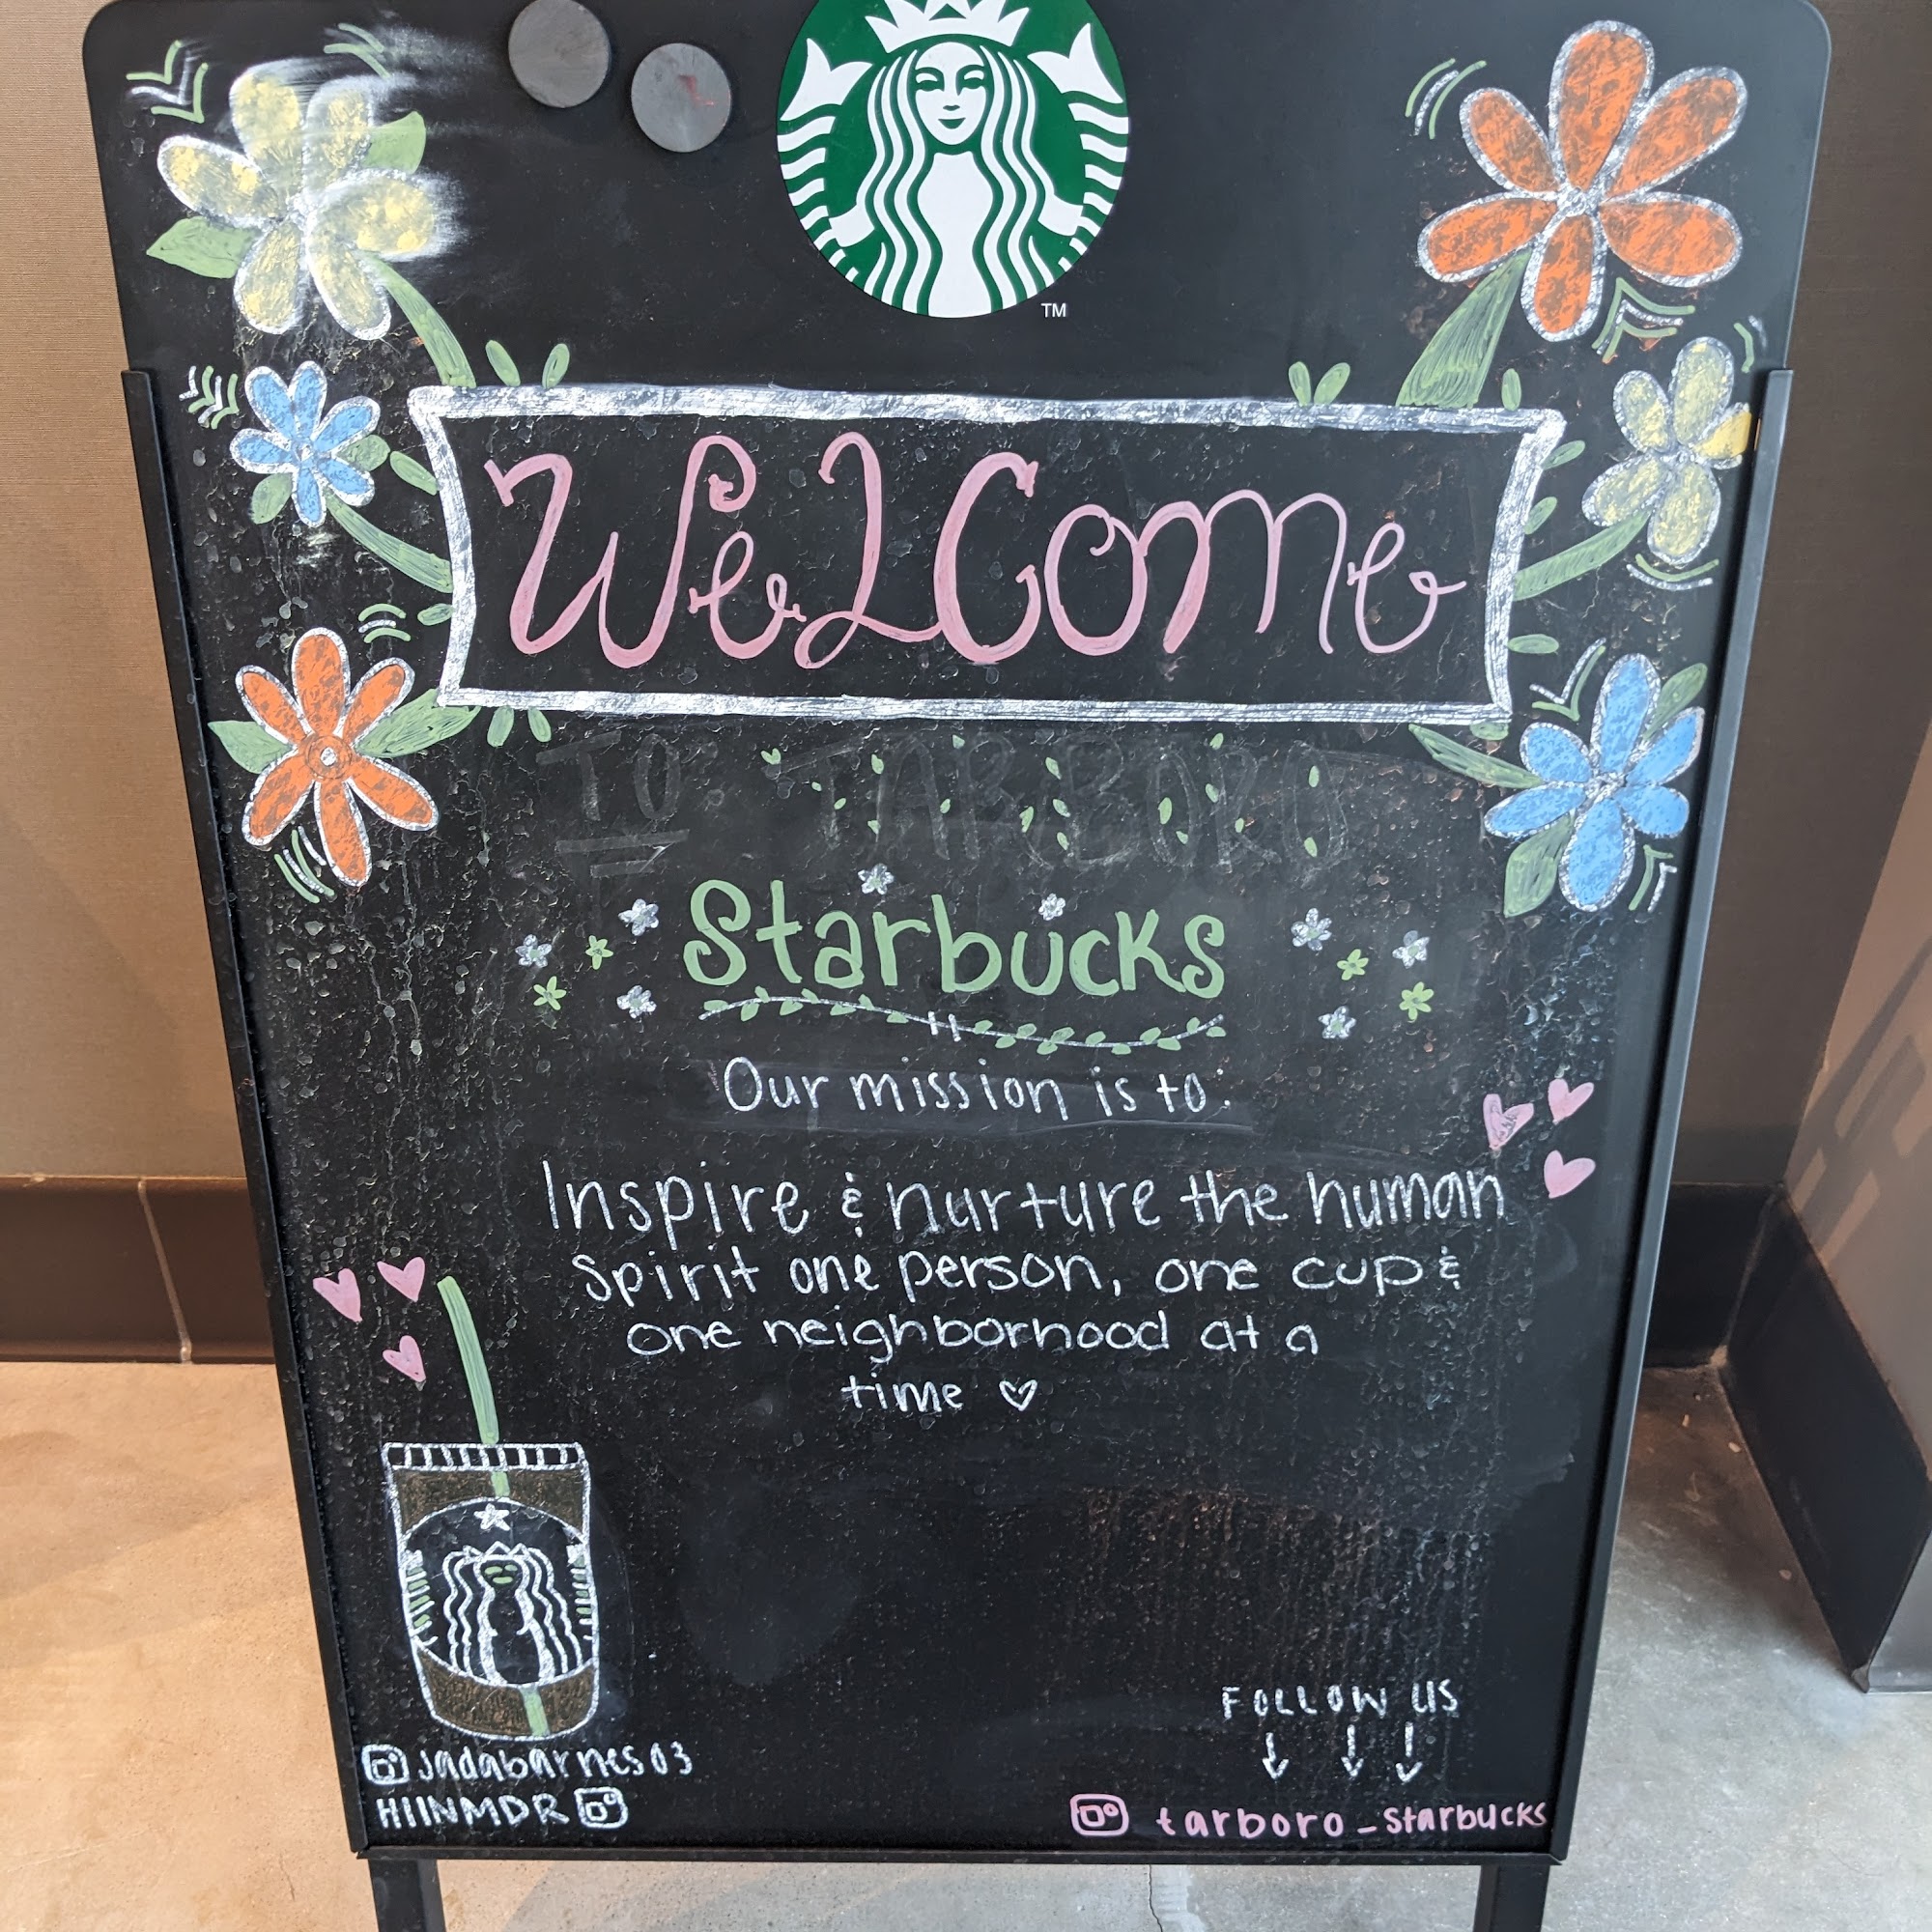 TM
WelCome
TO TARBORO
Starbucks
Our mission is to:
Inspire & nurture the human
spirit one person, one cup &
one neighborhood at a
time
FOLLOW US
jadabarnes03
HIINMDR
tarboro_starbucks